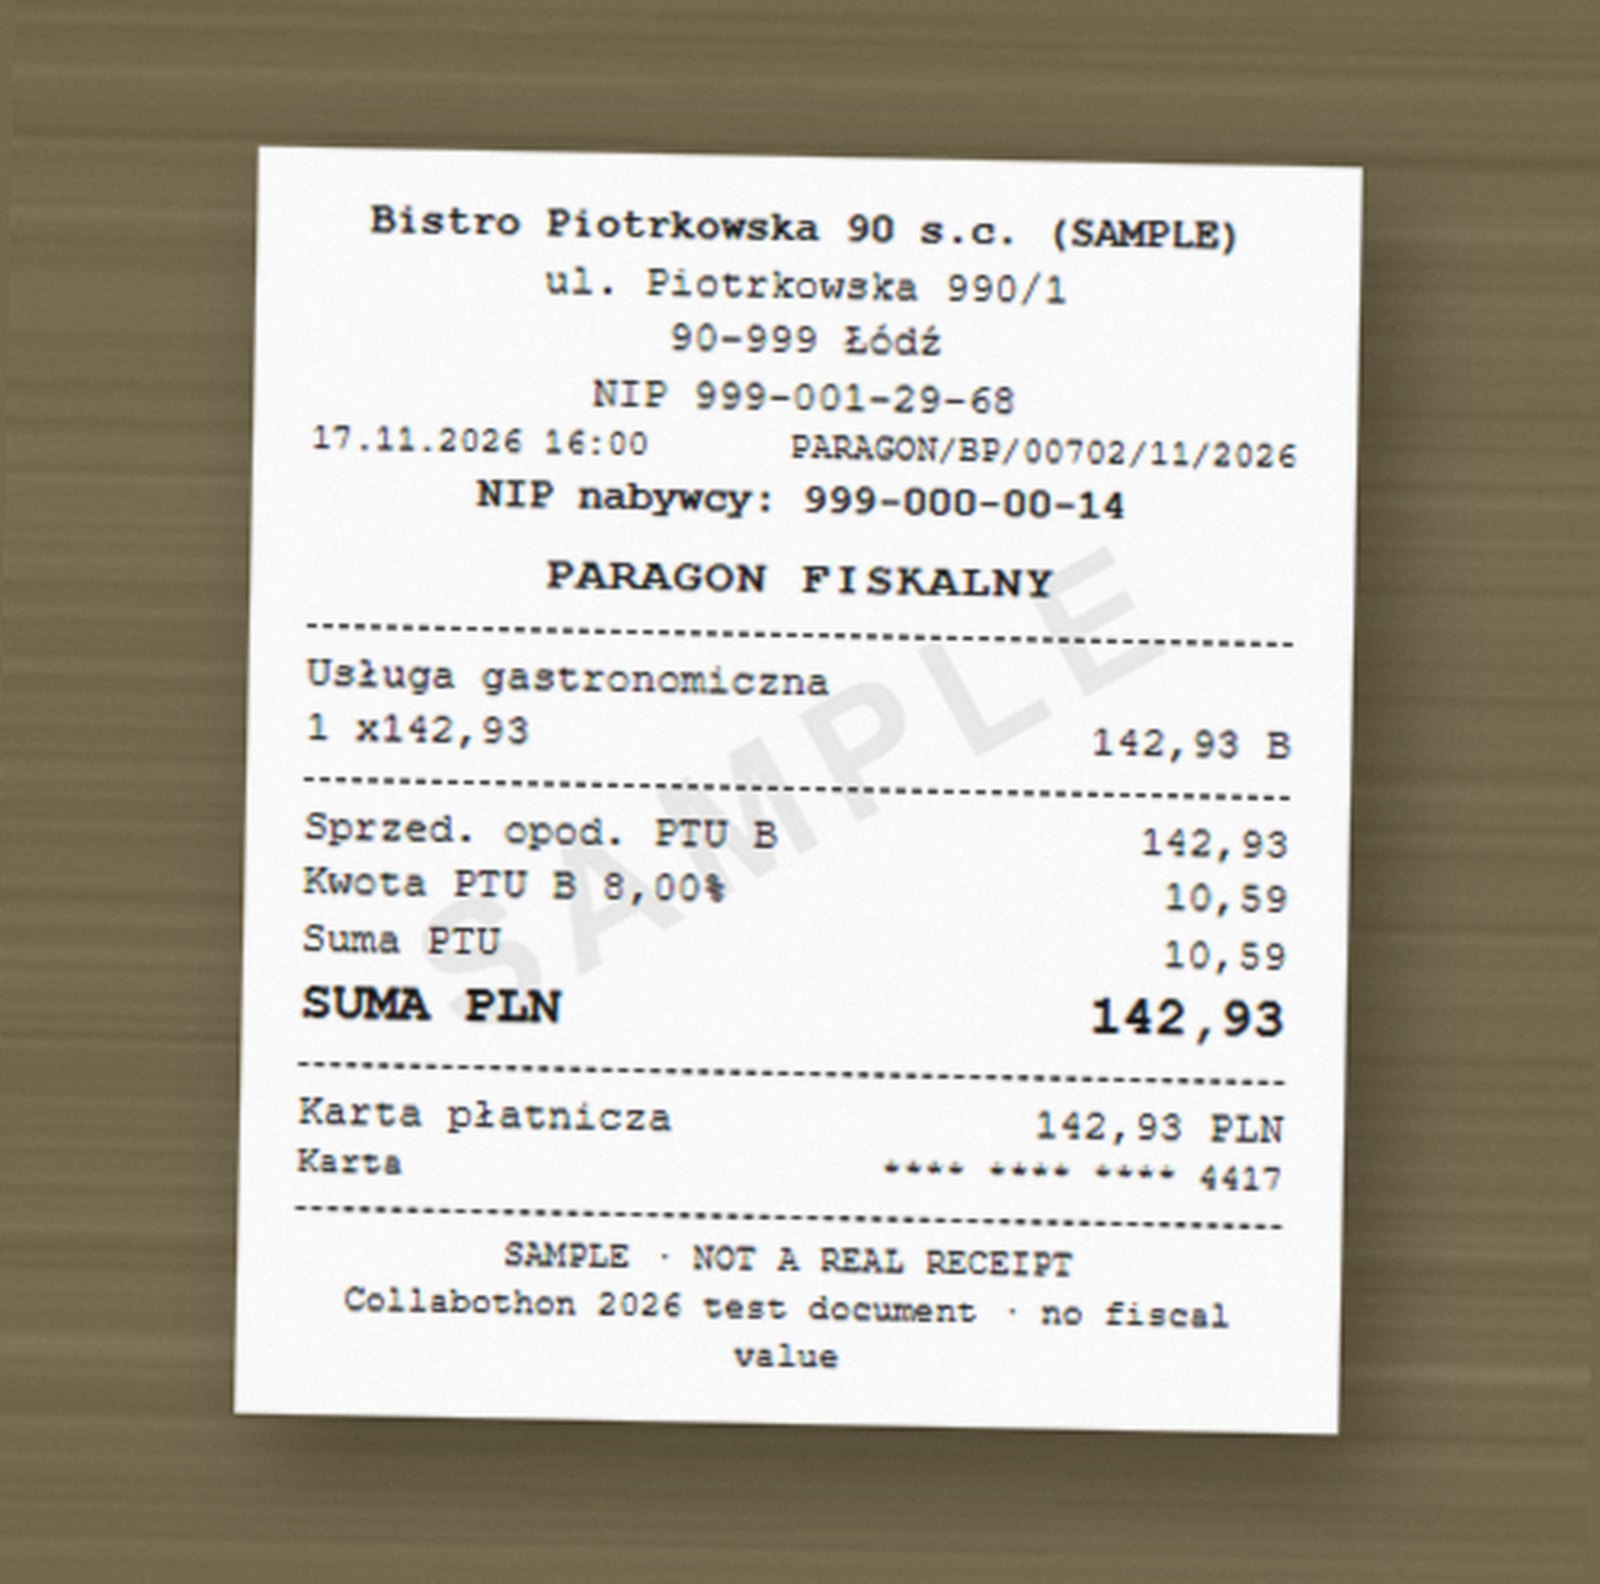 Bistro Piotrkowska 90 s.c. (SAMPLE)
ul. Piotrkowska 990/1
90-999 Łódź
NIP 999-001-29-68
17.11.2026 16:00 PARAGON/BP/00702/11/2026
NIP nabywcy: 999-000-00-14
PARAGON FISKALNY
Usługa gastronomiczna
1 x142,93 142,93 B
Sprzed. opod. PTU B 142,93
Kwota PTU B 8,00% 10,59
Suma PTU 10,59
SUMA PLN 142,93
Karta płatnicza 142,93 PLN
Karta **** **** **** 4417
SAMPLE · NOT A REAL RECEIPT
Collabothon 2026 test document · no fiscal
value
SAMPLE